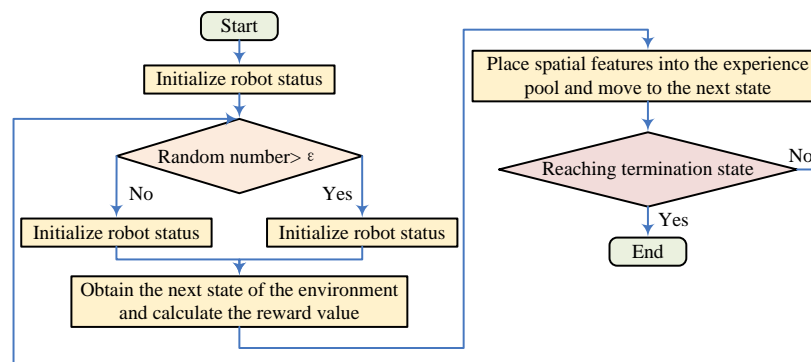 Start
Initialize robot status
Random number> ε
No
Yes
Initialize robot status
Initialize robot status
Obtain the next state of the environment
and calculate the reward value
Place spatial features into the experience
pool and move to the next state
Reaching termination state
No
Yes
End